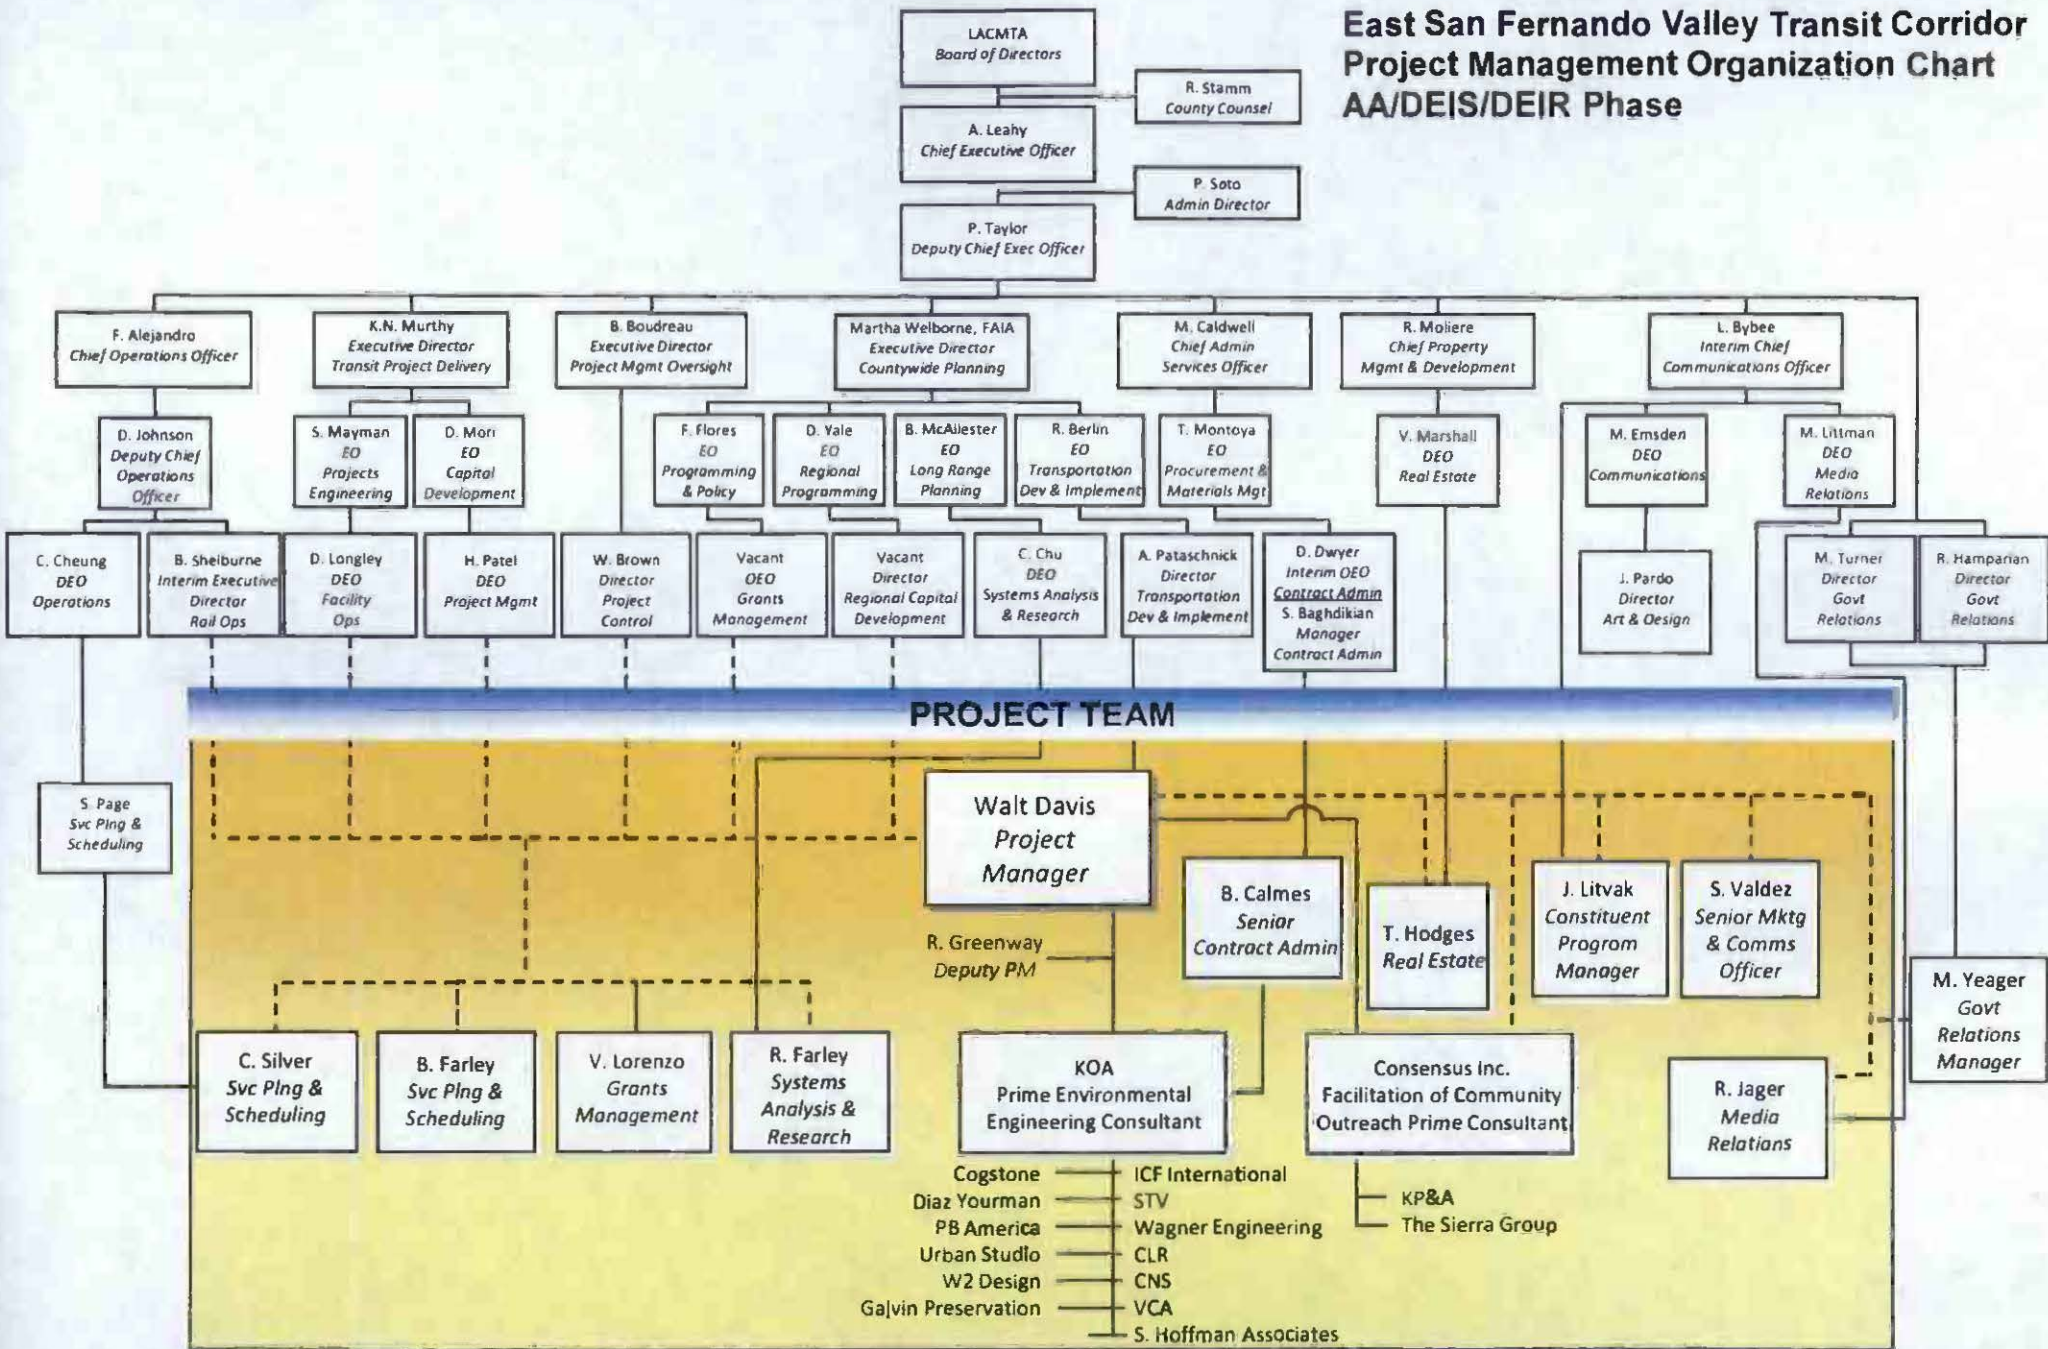 East San Fernando Valley Transit Corridor
Project Management Organization Chart
AA/DEIS/DEIR Phase
LACMTA
Board of Directors
R. Stamm
County Counsel
A. Leahy
Chief Executive Officer
P. Soto
Admin Director
P. Taylor
Deputy Chief Exec Officer
F. Alejandro
Chief Operations Officer
K.N. Murthy
Executive Director
Transit Project Delivery
B. Boudreau
Executive Director
Project Mgmt Oversight
Martha Welborne, FAIA
Executive Director
Countywide Planning
M. Caldwell
Chief Admin
Services Officer
R. Moliere
Chief Property
Mgmt & Development
L. Bybee
Interim Chief
Communications Officer
D. Johnson
Deputy Chief
Operations
Officer
S. Mayman
EO
Projects
Engineering
D. Mori
EO
Capital
Development
F. Flores
EO
Programming
& Policy
D. Yale
EO
Regional
Programming
B. McAllester
EO
Long Range
Planning
R. Berlin
EO
Transportation
Dev & Implement
T. Montoya
EO
Procurement &
Materials Mgt
V. Marshall
DEO
Real Estate
M. Emsden
DEO
Communications
M. Littman
DEO
Media
Relations
C. Cheung
DEO
Operations
B. Shelburne
Interim Executive
Director
Rail Ops
D. Longley
DEO
Facility
Ops
H. Patel
DEO
Project Mgmt
W. Brown
Director
Project
Control
Vacant
OEO
Grants
Management
Vacant
Director
Regional Capital
Development
C. Chu
DEO
Systems Analysis
& Research
A. Pataschnick
Director
Transportation
Dev & Implement
D. Dwyer
Interim OEO
Contract Admin
S. Baghdikian
Manager
Contract Admin
J. Pardo
Director
Art & Design
M. Turner
Director
Govt
Relations
R. Hamparian
Director
Govt
Relations
PROJECT TEAM
S. Page
Svc Plng &
Scheduling
Walt Davis
Project
Manager
R. Greenway
Deputy PM
B. Calmes
Senior
Contract Admin
T. Hodges
Real Estate
J. Litvak
Constituent
Program
Manager
S. Valdez
Senior Mktg
& Comms
Officer
M. Yeager
Govt
Relations
Manager
C. Silver
Svc Plng &
Scheduling
B. Farley
Svc Plng &
Scheduling
V. Lorenzo
Grants
Management
R. Farley
Systems
Analysis &
Research
KOA
Prime Environmental
Engineering Consultant
Consensus Inc.
Facilitation of Community
Outreach Prime Consultant
R. Jager
Media
Relations
Cogstone
ICF International
Diaz Yourman
STV
PB America
Wagner Engineering
Urban Studio
CLR
W2 Design
CNS
Galvin Preservation
VCA
S. Hoffman Associates
KP&A
The Sierra Group